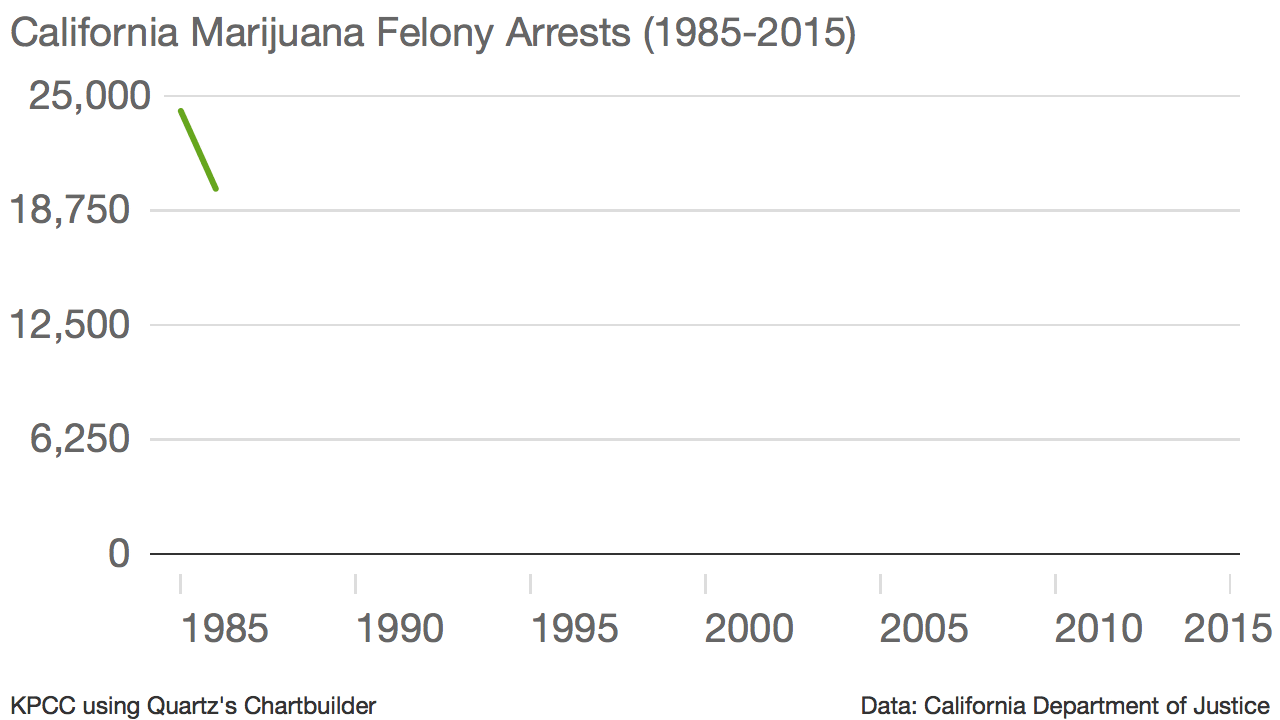 California Marijuana Felony Arrests (1985-2015)
25,000
18,750
12,500
6,250
0
1985 1990 1995 2000 2005 2010 2015
KPCC using Quartz's Chartbuilder Data: California Department of Justice